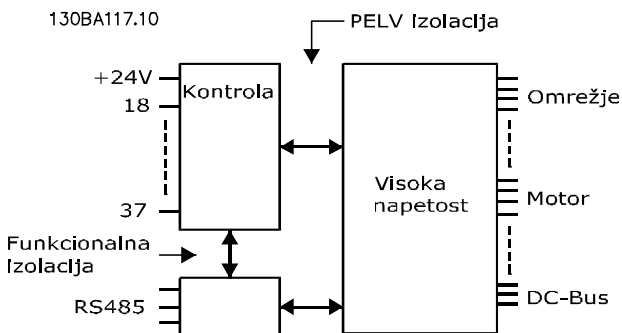 130BA117.10
PELV izolacija
+24V
Kontrola
18
Omrežje
Visoka
napetost
37
Motor
Funkcionalna
izolacija
RS485
DC-Bus